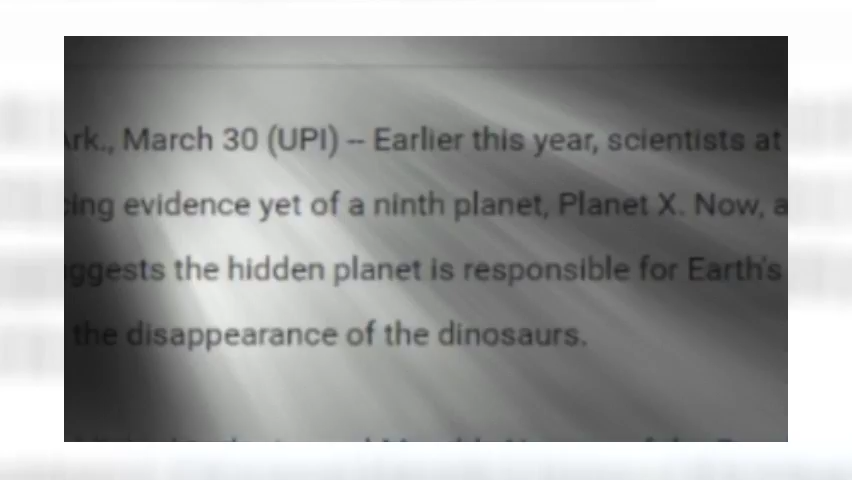 Ark., March 30 (UPI) -- Earlier this year, scientists at
cing evidence yet of a ninth planet, Planet X. Now, a
ggests the hidden planet is responsible for Earth's
the disappearance of the dinosaurs.